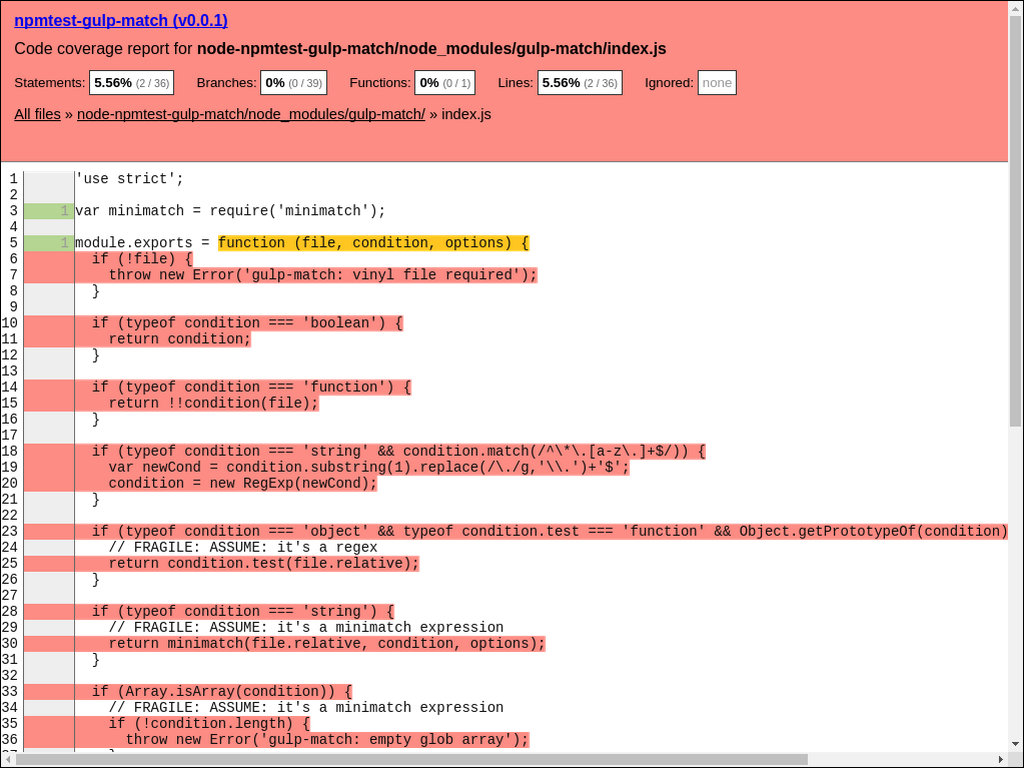 npmtest-gulp-match (v0.0.1)
Code coverage report for node-npmtest-gulp-match/node_modules/gulp-match/index.js
Statements: 5.56% (2 / 36) Branches: 0% (0 / 39) Functions: 0% (0 / 1) Lines: 5.56% (2 / 36) Ignored: none
All files » node-npmtest-gulp-match/node_modules/gulp-match/ » index.js
1 'use strict';
2
3 1 var minimatch = require('minimatch');
4
5 1 module.exports = function (file, condition, options) {
6 if (!file) {
7 throw new Error('gulp-match: vinyl file required');
8 }
9
10 if (typeof condition === 'boolean') {
11 return condition;
12 }
13
14 if (typeof condition === 'function') {
15 return !!condition(file);
16 }
17
18 if (typeof condition === 'string' && condition.match(/^\*\.[a-z\.]+$/)) {
19 var newCond = condition.substring(1).replace(/\./g,'\\.')+'$';
20 condition = new RegExp(newCond);
21 }
22
23 if (typeof condition === 'object' && typeof condition.test === 'function' && Object.getPrototypeOf(condition)
24 // FRAGILE: ASSUME: it's a regex
25 return condition.test(file.relative);
26 }
27
28 if (typeof condition === 'string') {
29 // FRAGILE: ASSUME: it's a minimatch expression
30 return minimatch(file.relative, condition, options);
31 }
32
33 if (Array.isArray(condition)) {
34 // FRAGILE: ASSUME: it's a minimatch expression
35 if (!condition.length) {
36 throw new Error('gulp-match: empty glob array');